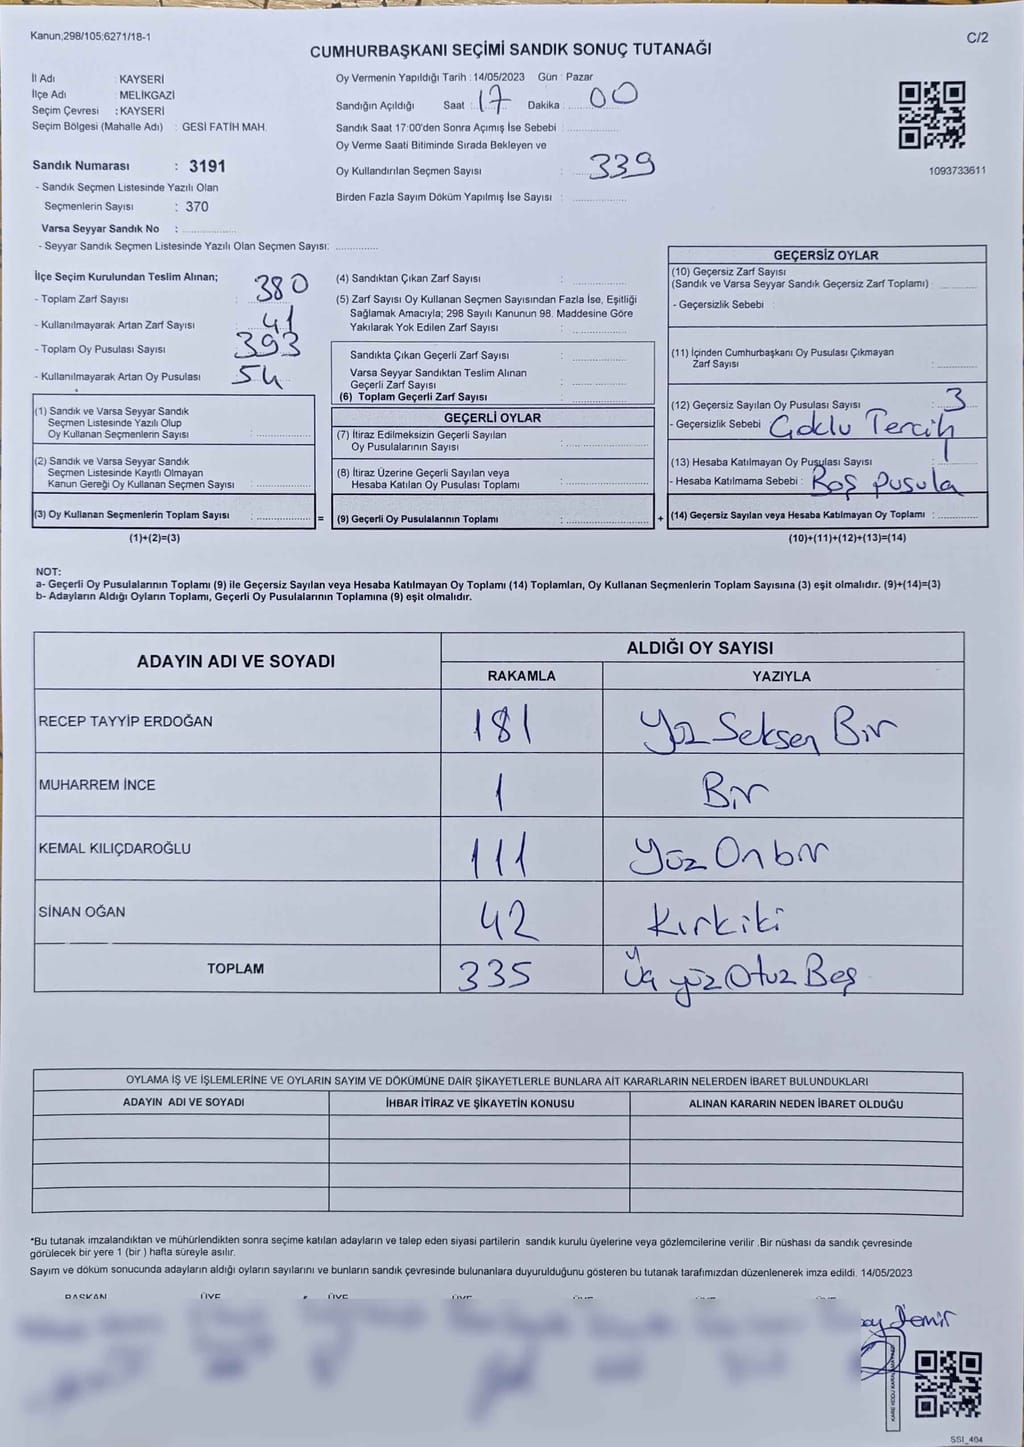 Kanun;298/105;6271/18-1
C/2
CUMHURBAŞKANI SEÇİMİ SANDIK SONUÇ TUTANAĞI
İl Adı : KAYSERİ
İlçe Adı : MELİKGAZİ
Seçim Çevresi : KAYSERİ
Seçim Bölgesi (Mahalle Adı) : GESİ FATİH MAH.
Sandık Numarası : 3191
- Sandık Seçmen Listesinde Yazılı Olan
Seçmenlerin Sayısı : 370
Varsa Seyyar Sandık No :
- Seyyar Sandık Seçmen Listesinde Yazılı Olan Seçmen Sayısı:
Oy Vermenin Yapıldığı Tarih : 14/05/2023 Gün : Pazar
Sandığın Açıldığı Saat : 17 Dakika : 00
Sandık Saat 17:00'den Sonra Açımış İse Sebebi :
Oy Verme Saati Bitiminde Sırada Bekleyen ve
Oy Kullandırılan Seçmen Sayısı : 339
Birden Fazla Sayım Döküm Yapılmış İse Sayısı :
1093733611
İlçe Seçim Kurulundan Teslim Alınan;
- Toplam Zarf Sayısı : 380
- Kullanılmayarak Artan Zarf Sayısı : 41
- Toplam Oy Pusulası Sayısı : 393
- Kullanılmayarak Artan Oy Pusulası : 54
(1) Sandık ve Varsa Seyyar Sandık
Seçmen Listesinde Yazılı Olup
Oy Kullanan Seçmenlerin Sayısı :
(2) Sandık ve Varsa Seyyar Sandık
Seçmen Listesinde Kayıtlı Olmayan
Kanun Gereği Oy Kullanan Seçmen Sayısı :
(3) Oy Kullanan Seçmenlerin Toplam Sayısı :
(1)+(2)=(3)
(4) Sandıktan Çıkan Zarf Sayısı :
(5) Zarf Sayısı Oy Kullanan Seçmen Sayısından Fazla İse, Eşitliği
Sağlamak Amacıyla; 298 Sayılı Kanunun 98. Maddesine Göre
Yakılarak Yok Edilen Zarf Sayısı :
Sandıkta Çıkan Geçerli Zarf Sayısı :
Varsa Seyyar Sandıktan Teslim Alınan
Geçerli Zarf Sayısı :
(6) Toplam Geçerli Zarf Sayısı :
GEÇERLİ OYLAR
(7) İtiraz Edilmeksizin Geçerli Sayılan
Oy Pusulalarının Sayısı :
(8) İtiraz Üzerine Geçerli Sayılan veya
Hesaba Katılan Oy Pusulası Toplamı :
= (9) Geçerli Oy Pusulalarının Toplamı :
GEÇERSİZ OYLAR
(10) Geçersiz Zarf Sayısı
(Sandık ve Varsa Seyyar Sandık Geçersiz Zarf Toplamı) :
- Geçersizlik Sebebi :
(11) İçinden Cumhurbaşkanı Oy Pusulası Çıkmayan
Zarf Sayısı :
(12) Geçersiz Sayılan Oy Pusulası Sayısı : 3
- Geçersizlik Sebebi : Çoklu Tercih
(13) Hesaba Katılmayan Oy Pusulası Sayısı : 1
- Hesaba Katılmama Sebebi : Boş Pusula
+ (14) Geçersiz Sayılan veya Hesaba Katılmayan Oy Toplamı :
(10)+(11)+(12)+(13)=(14)
NOT:
a- Geçerli Oy Pusulalarının Toplamı (9) ile Geçersiz Sayılan veya Hesaba Katılmayan Oy Toplamı (14) Toplamları, Oy Kullanan Seçmenlerin Toplam Sayısına (3) eşit olmalıdır. (9)+(14)=(3)
b- Adayların Aldığı Oyların Toplamı, Geçerli Oy Pusulalarının Toplamına (9) eşit olmalıdır.
ADAYIN ADI VE SOYADI
ALDIĞI OY SAYISI
RAKAMLA YAZIYLA
RECEP TAYYİP ERDOĞAN 181 Yüz Seksen Bir
MUHARREM İNCE 1 Bir
KEMAL KILIÇDAROĞLU 111 Yüz Onbir
SİNAN OĞAN 42 Kırkiki
TOPLAM 335 Üç yüz Otuz Beş
OYLAMA İŞ VE İŞLEMLERİNE VE OYLARIN SAYIM VE DÖKÜMÜNE DAİR ŞİKAYETLERLE BUNLARA AİT KARARLARIN NELERDEN İBARET BULUNDUKLARI
ADAYIN ADI VE SOYADI İHBAR İTİRAZ VE ŞİKAYETİN KONUSU ALINAN KARARIN NEDEN İBARET OLDUĞU
*Bu tutanak imzalandıktan ve mühürlendikten sonra seçime katılan adayların ve talep eden siyasi partilerin sandık kurulu üyelerine veya gözlemcilerine verilir .Bir nüshası da sandık çevresinde
görülecek bir yere 1 (bir ) hafta süreyle asılır.
Sayım ve döküm sonucunda adayların aldığı oyların sayılarını ve bunların sandık çevresinde bulunanlara duyurulduğunu gösteren bu tutanak tarafımızdan düzenlenerek imza edildi. 14/05/2023
BAŞKAN ÜYE ÜYE ÜYE
Demir
SSI_404